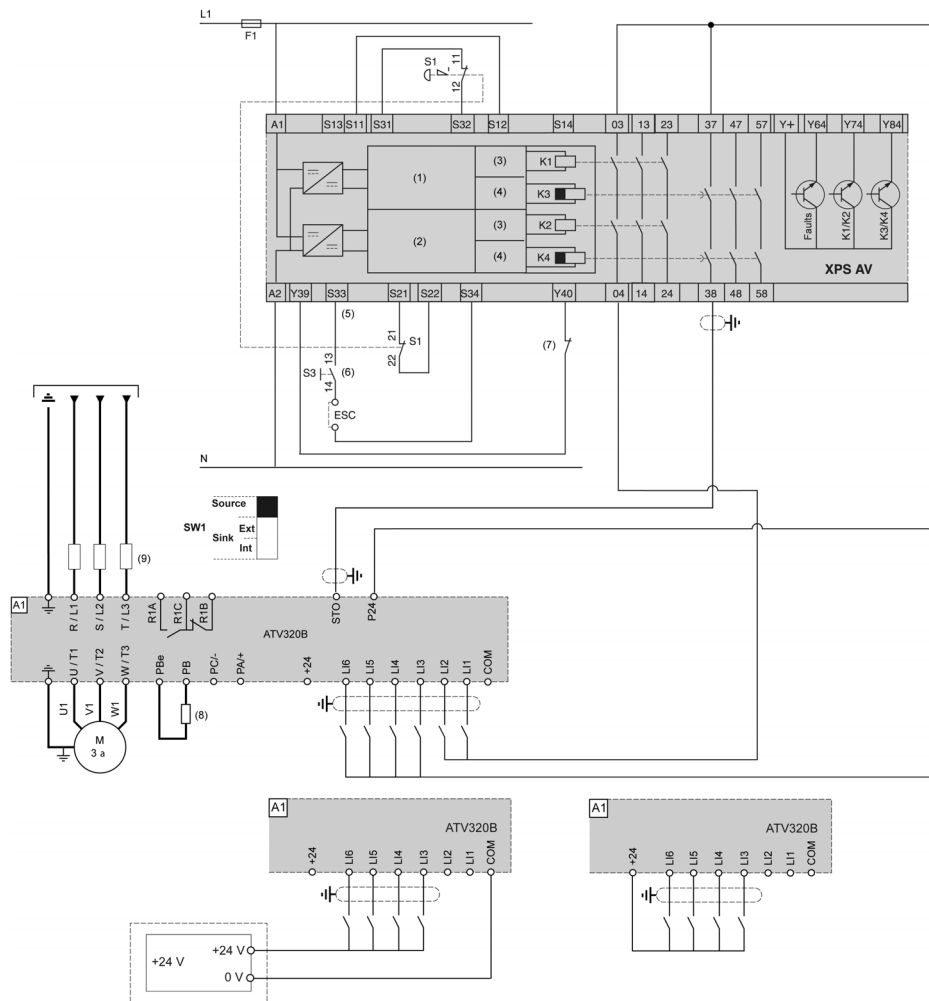 L1
F1
S1
11
12
A1 S13 S11 S31 S32 S12 S14 03 13 23 37 47 57 Y+ Y64 Y74 Y84
(1) (3) K1
(4) K3
(2) (3) K2
(4) K4
Faults K1/K2 K3/K4
XPS AV
A2 Y39 S33 S21 S22 S34 Y40 04 14 24 38 48 58
(5)
21
22
S1
(7)
13
14
S3
(6)
ESC
N
Source
SW1
Sink
Ext
Int
(9)
A1
R / L1 S / L2 T / L3 R1A R1C R1B STO P24
ATV320B
U / T1 V / T2 W / T3 PBe PB PC/- PA/+ +24 LI6 LI5 LI4 LI3 LI2 LI1 COM
U1 V1 W1
(8)
M
3 a
A1
ATV320B
+24 LI6 LI5 LI4 LI3 LI2 LI1 COM
+24 V
+24 V
0 V
A1
ATV320B
+24 LI6 LI5 LI4 LI3 LI2 LI1 COM